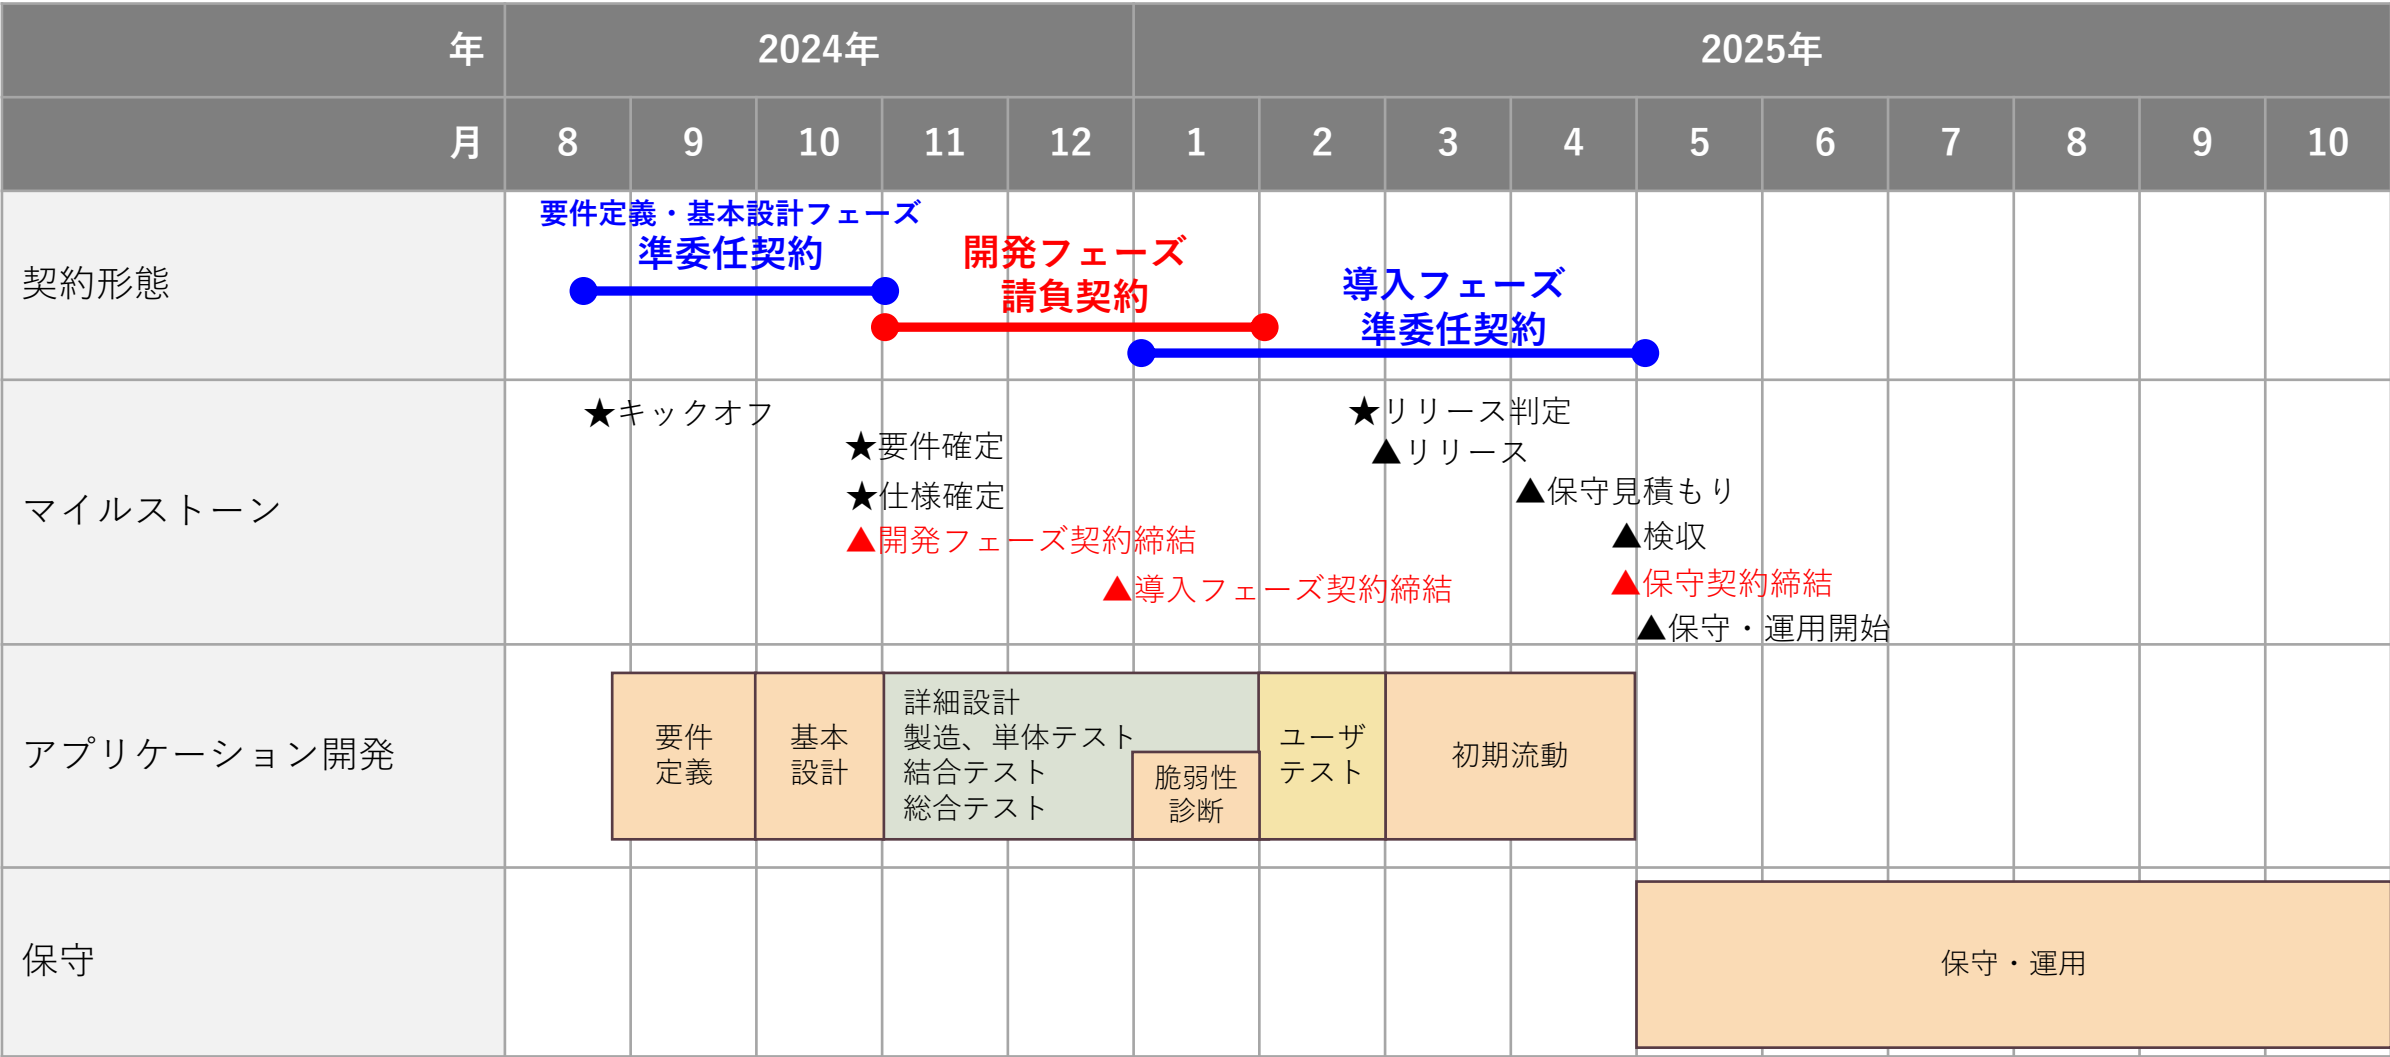 年
2024年
2025年
月
8
9
10
11
12
1
2
3
4
5
6
7
8
9
10
契約形態
要件定義・基本設計フェーズ
準委任契約
開発フェーズ
請負契約
導入フェーズ
準委任契約
マイルストーン
★キックオフ
★要件確定
★仕様確定
▲開発フェーズ契約締結
▲導入フェーズ契約締結
★リリース判定
▲リリース
▲保守見積もり
▲検収
▲保守契約締結
▲保守・運用開始
アプリケーション開発
要件
定義
基本
設計
詳細設計
製造、単体テスト
結合テスト
総合テスト
脆弱性
診断
ユーザ
テスト
初期流動
保守
保守・運用